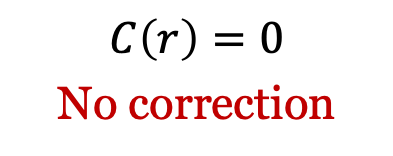 C(r) = 0
No correction